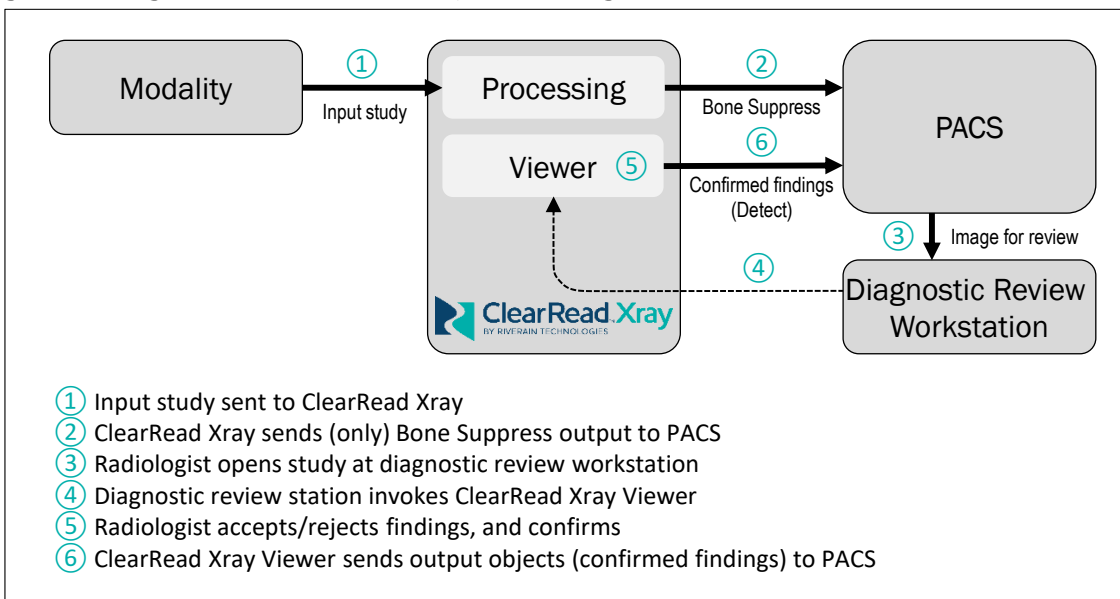 Modality
①
Input study
Processing
②
Bone Suppress
PACS
Viewer
⑤
⑥
Confirmed findings
(Detect)
③
Image for review
④
Diagnostic Review
Workstation
ClearRead Xray
BY RIVERAIN TECHNOLOGIES
① Input study sent to ClearRead Xray
② ClearRead Xray sends (only) Bone Suppress output to PACS
③ Radiologist opens study at diagnostic review workstation
④ Diagnostic review station invokes ClearRead Xray Viewer
⑤ Radiologist accepts/rejects findings, and confirms
⑥ ClearRead Xray Viewer sends output objects (confirmed findings) to PACS